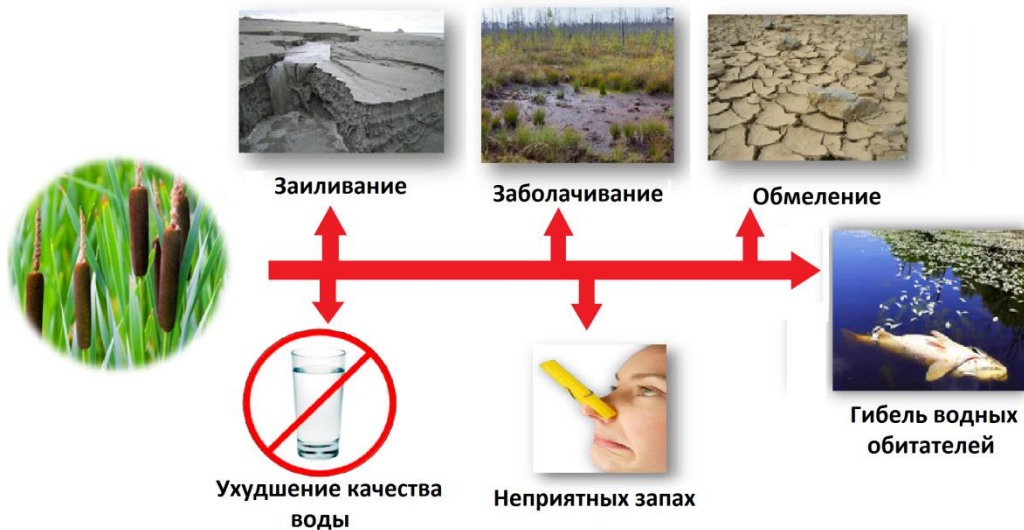 Заиливание
Заболачивание
Обмеление
Гибель водных
обитателей
Ухудшение качества
воды
Неприятных запах